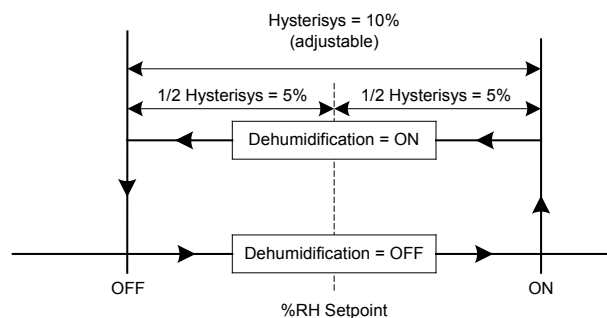 Hysterisys = 10%
(adjustable)
1/2 Hysterisys = 5%
1/2 Hysterisys = 5%
Dehumidification = ON
Dehumidification = OFF
OFF
ON
%RH Setpoint